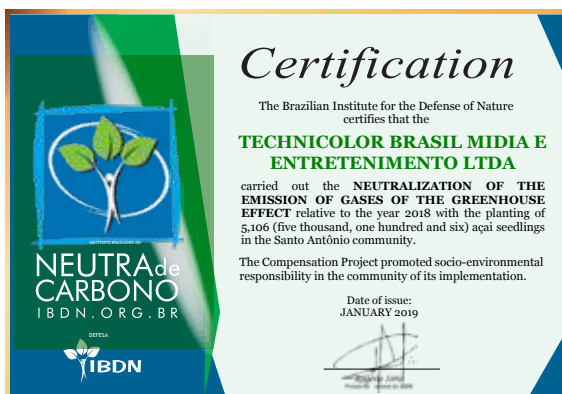 Certification
The Brazilian Institute for the Defense of Nature
certifies that the
TECHNICOLOR BRASIL MIDIA E
ENTRETENIMENTO LTDA
carried out the NEUTRALIZATION OF THE
EMISSION OF GASES OF THE GREENHOUSE
EFFECT relative to the year 2018 with the planting of
5,106 (five thousand, one hundred and six) açai seedlings
in the Santo Antônio community.
The Compensation Project promoted socio-environmental
responsibility in the community of its implementation.
Date of issue:
JANUARY 2019
INSTITUTO BRASILEIRO DE
NEUTRA de
CARBONO
IBDN.ORG.BR
DEFESA
IBDN